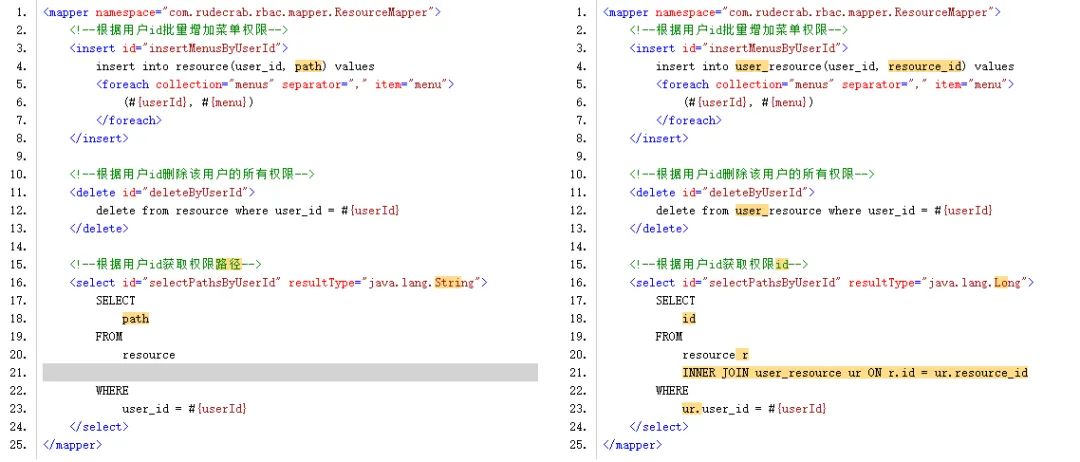 1. <mapper namespace="com.rudecrab.rbac.mapper.ResourceMapper">
2. <!--根据用户id批量增加菜单权限-->
3. <insert id="insertMenusByUserId">
4. insert into resource(user_id, path) values
5. <foreach collection="menus" separator="," item="menu">
6. (#{userId}, #{menu})
7. </foreach>
8. </insert>
9.
10. <!--根据用户id删除该用户的所有权限-->
11. <delete id="deleteByUserId">
12. delete from resource where user_id = #{userId}
13. </delete>
14.
15. <!--根据用户id获取权限路径-->
16. <select id="selectPathsByUserId" resultType="java.lang.String">
17. SELECT
18. path
19. FROM
20. resource
21.
22. WHERE
23. user_id = #{userId}
24. </select>
25. </mapper>
1. <mapper namespace="com.rudecrab.rbac.mapper.ResourceMapper">
2. <!--根据用户id批量增加菜单权限-->
3. <insert id="insertMenusByUserId">
4. insert into user_resource(user_id, resource_id) values
5. <foreach collection="menus" separator="," item="menu">
6. (#{userId}, #{menu})
7. </foreach>
8. </insert>
9.
10. <!--根据用户id删除该用户的所有权限-->
11. <delete id="deleteByUserId">
12. delete from user_resource where user_id = #{userId}
13. </delete>
14.
15. <!--根据用户id获取权限id-->
16. <select id="selectPathsByUserId" resultType="java.lang.Long">
17. SELECT
18. id
19. FROM
20. resource r
21. INNER JOIN user_resource ur ON r.id = ur.resource_id
22. WHERE
23. ur.user_id = #{userId}
24. </select>
25. </mapper>